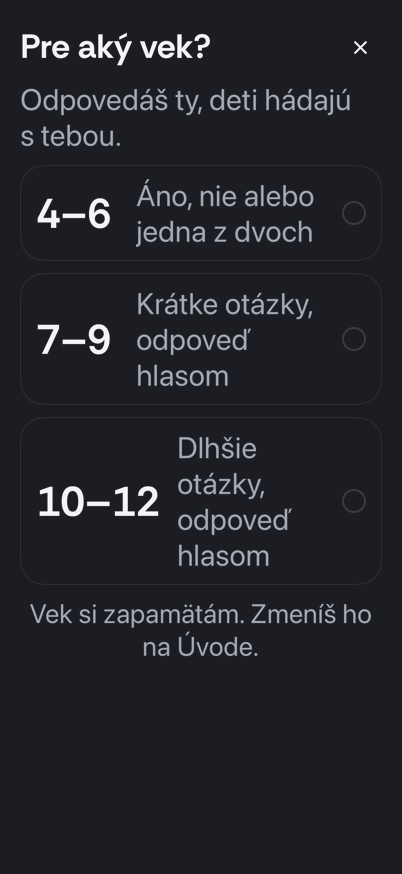 Pre aký vek?
Odpovedáš ty, deti hádajú
s tebou.
4–6
Áno, nie alebo
jedna z dvoch
7–9
Krátke otázky,
odpoveď
hlasom
10–12
Dlhšie
otázky,
odpoveď
hlasom
Vek si zapamätám. Zmeníš ho
na Úvode.